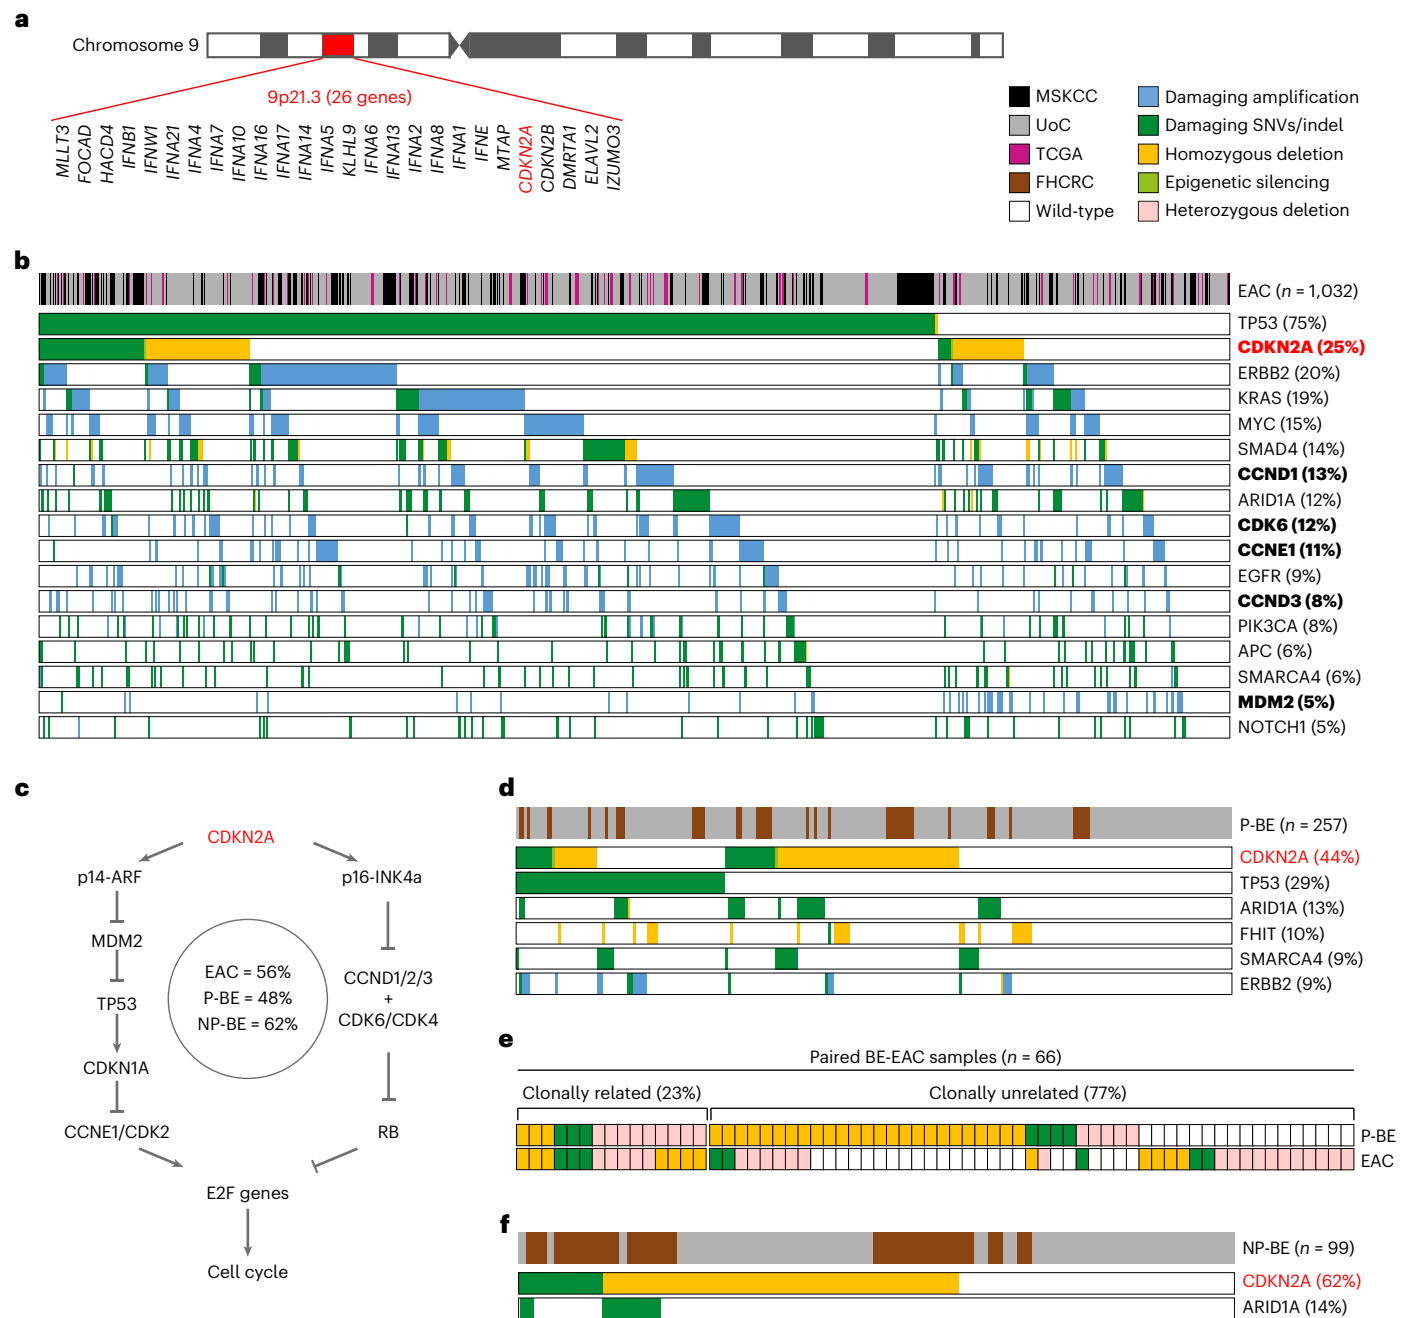 a
Chromosome 9
9p21.3 (26 genes)
MLLT3
FOCAD
HACD4
IFNB1
IFNW1
IFNA21
IFNA4
IFNA7
IFNA10
IFNA16
IFNA17
IFNA14
IFNA5
KLHL9
IFNA6
IFNA13
IFNA2
IFNA8
IFNA1
IFNE
MTAP
CDKN2A
CDKN2B
DMRTA1
ELAVL2
IZUMO3
MSKCC
UoC
TCGA
FHCRC
Wild-type
Damaging amplification
Damaging SNVs/indel
Homozygous deletion
Epigenetic silencing
Heterozygous deletion
b
EAC (n = 1,032)
TP53 (75%)
CDKN2A (25%)
ERBB2 (20%)
KRAS (19%)
MYC (15%)
SMAD4 (14%)
CCND1 (13%)
ARID1A (12%)
CDK6 (12%)
CCNE1 (11%)
EGFR (9%)
CCND3 (8%)
PIK3CA (8%)
APC (6%)
SMARCA4 (6%)
MDM2 (5%)
NOTCH1 (5%)
c
CDKN2A
p14-ARF
p16-INK4a
MDM2
TP53
CDKN1A
CCNE1/CDK2
EAC = 56%
P-BE = 48%
NP-BE = 62%
CCND1/2/3
+
CDK6/CDK4
RB
E2F genes
Cell cycle
d
P-BE (n = 257)
CDKN2A (44%)
TP53 (29%)
ARID1A (13%)
FHIT (10%)
SMARCA4 (9%)
ERBB2 (9%)
e
Paired BE-EAC samples (n = 66)
Clonally related (23%)
Clonally unrelated (77%)
P-BE
EAC
f
NP-BE (n = 99)
CDKN2A (62%)
ARID1A (14%)